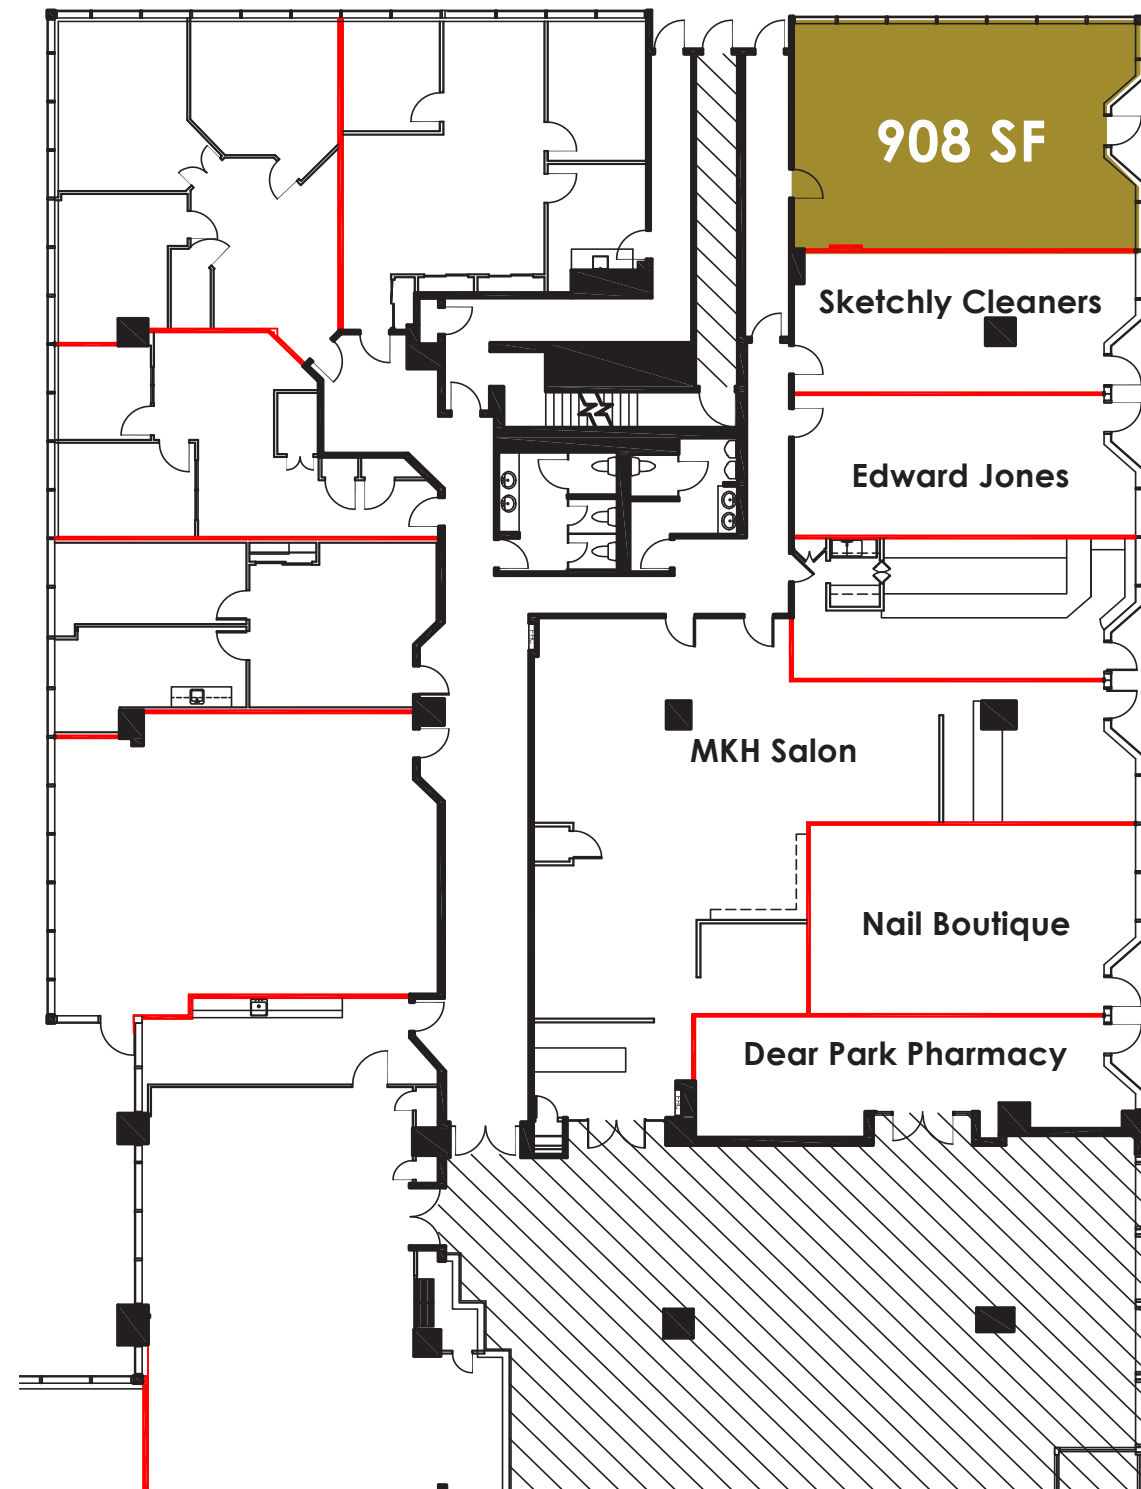 908 SF
Sketchly Cleaners
Edward Jones
MKH Salon
Nail Boutique
Dear Park Pharmacy